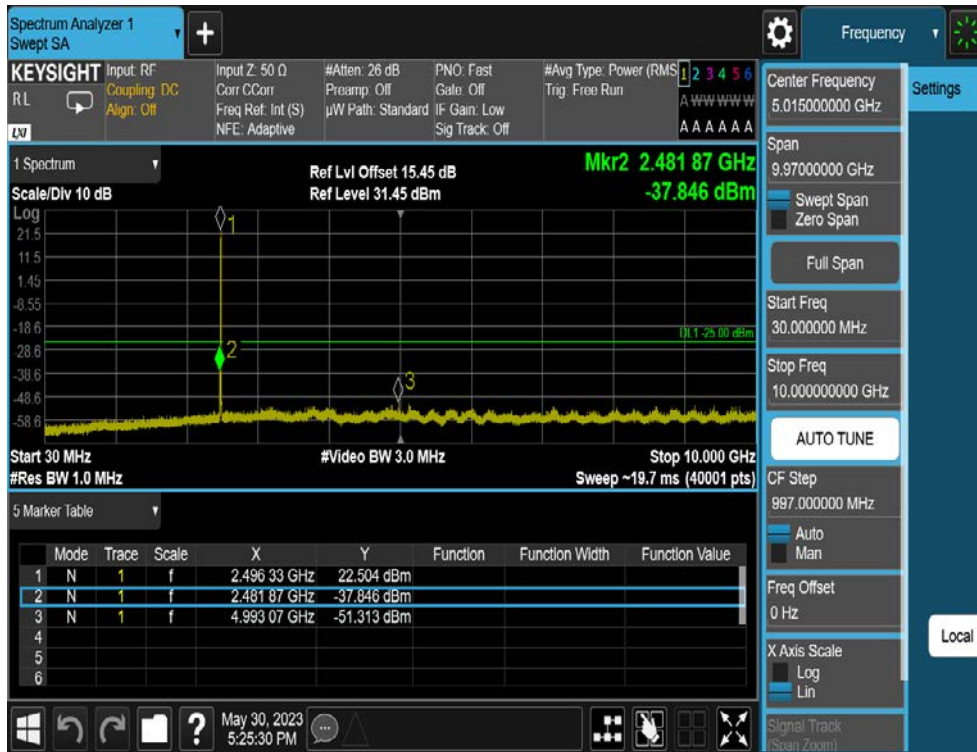 Spectrum Analyzer 1
Swept SA
+
Frequency
KEYSIGHT
RL
LXI
Input: RF
Coupling: DC
Align: Off
Input Z: 50 Ω
Corr CCorr
Freq Ref: Int (S)
NFE: Adaptive
#Atten: 26 dB
Preamp: Off
µW Path: Standard
PNO: Fast
Gate: Off
IF Gain: Low
Sig Track: Off
#Avg Type: Power (RMS
Trig: Free Run
1 2 3 4 5 6
A W W W W W
A A A A A A
1 Spectrum
Scale/Div 10 dB
Ref Lvl Offset 15.45 dB
Ref Level 31.45 dBm
Mkr2 2.481 87 GHz
-37.846 dBm
Log
21.5
11.5
1.45
-8.55
-18.6
-28.6
-38.6
-48.6
-58.6
1
2
3
DL1 -25.00 dBm
Start 30 MHz
#Video BW 3.0 MHz
Stop 10.000 GHz
#Res BW 1.0 MHz
Sweep ~19.7 ms (40001 pts)
5 Marker Table
Mode Trace Scale X Y Function Function Width Function Value
1 N 1 f 2.496 33 GHz 22.504 dBm
2 N 1 f 2.481 87 GHz -37.846 dBm
3 N 1 f 4.993 07 GHz -51.313 dBm
4
5
6
?
May 30, 2023
5:25:30 PM
Center Frequency
5.015000000 GHz
Span
9.97000000 GHz
Swept Span
Zero Span
Full Span
Start Freq
30.000000 MHz
Stop Freq
10.000000000 GHz
AUTO TUNE
CF Step
997.000000 MHz
Auto
Man
Freq Offset
0 Hz
X Axis Scale
Log
Lin
Signal Track
(Span Zoom)
Settings
Local